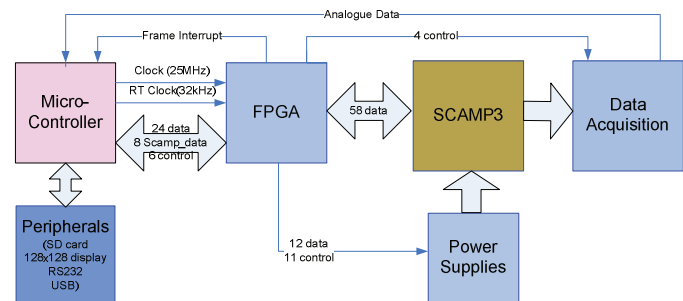 Analogue Data
Frame Interrupt
4 control
Clock (25MHz)
RT Clock(32kHz)
Micro-
Controller
FPGA
58 data
SCAMP3
Data
Acquisition
24 data
8 Scamp_data
6 control
Peripherals
(SD card
128x128 display
RS232
USB)
12 data
11 control
Power
Supplies